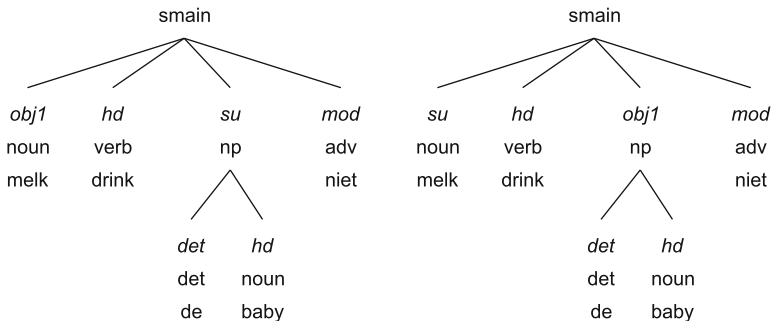 smain smain
obj1 hd su mod su hd obj1 mod
noun verb np adv noun verb np adv
melk drink niet melk drink niet
det hd det hd
det noun det noun
de baby de baby